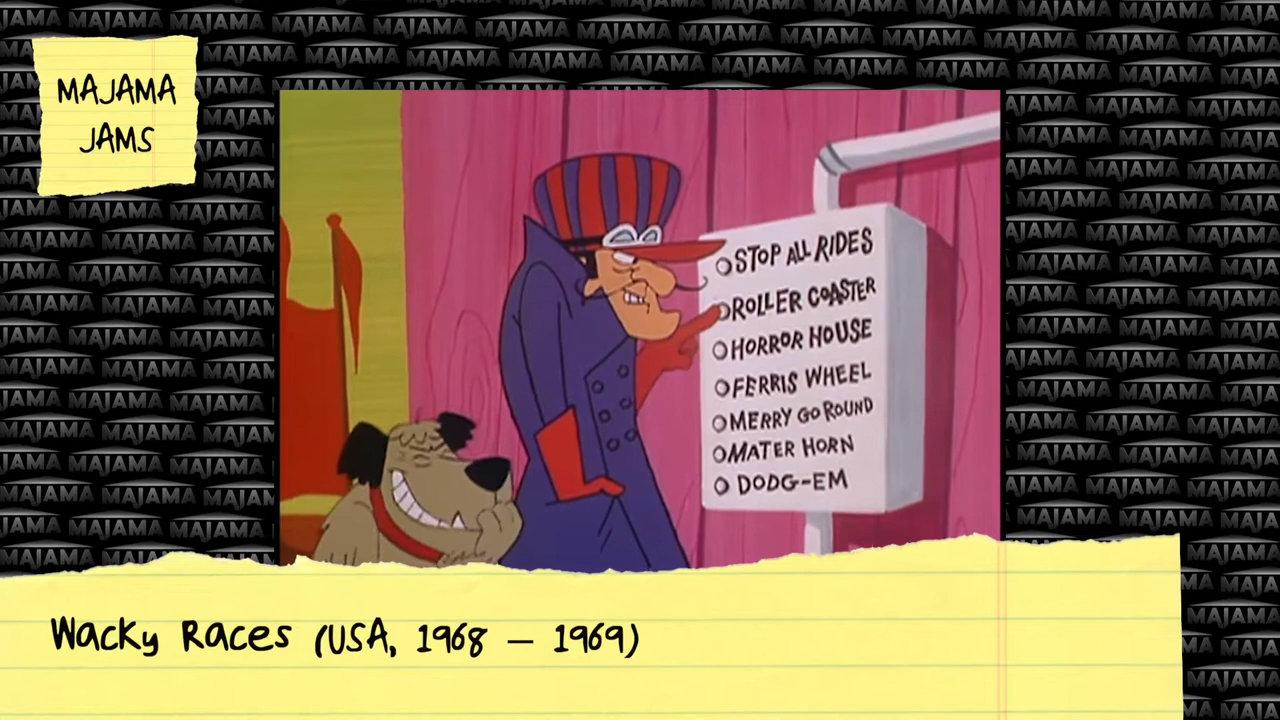 MAJAMA
JAMS
STOP ALL RIDES
ROLLER COASTER
HORROR HOUSE
FERRIS WHEEL
MERRY GO ROUND
MATER HORN
DODG-EM
Wacky Races (USA, 1968 – 1969)